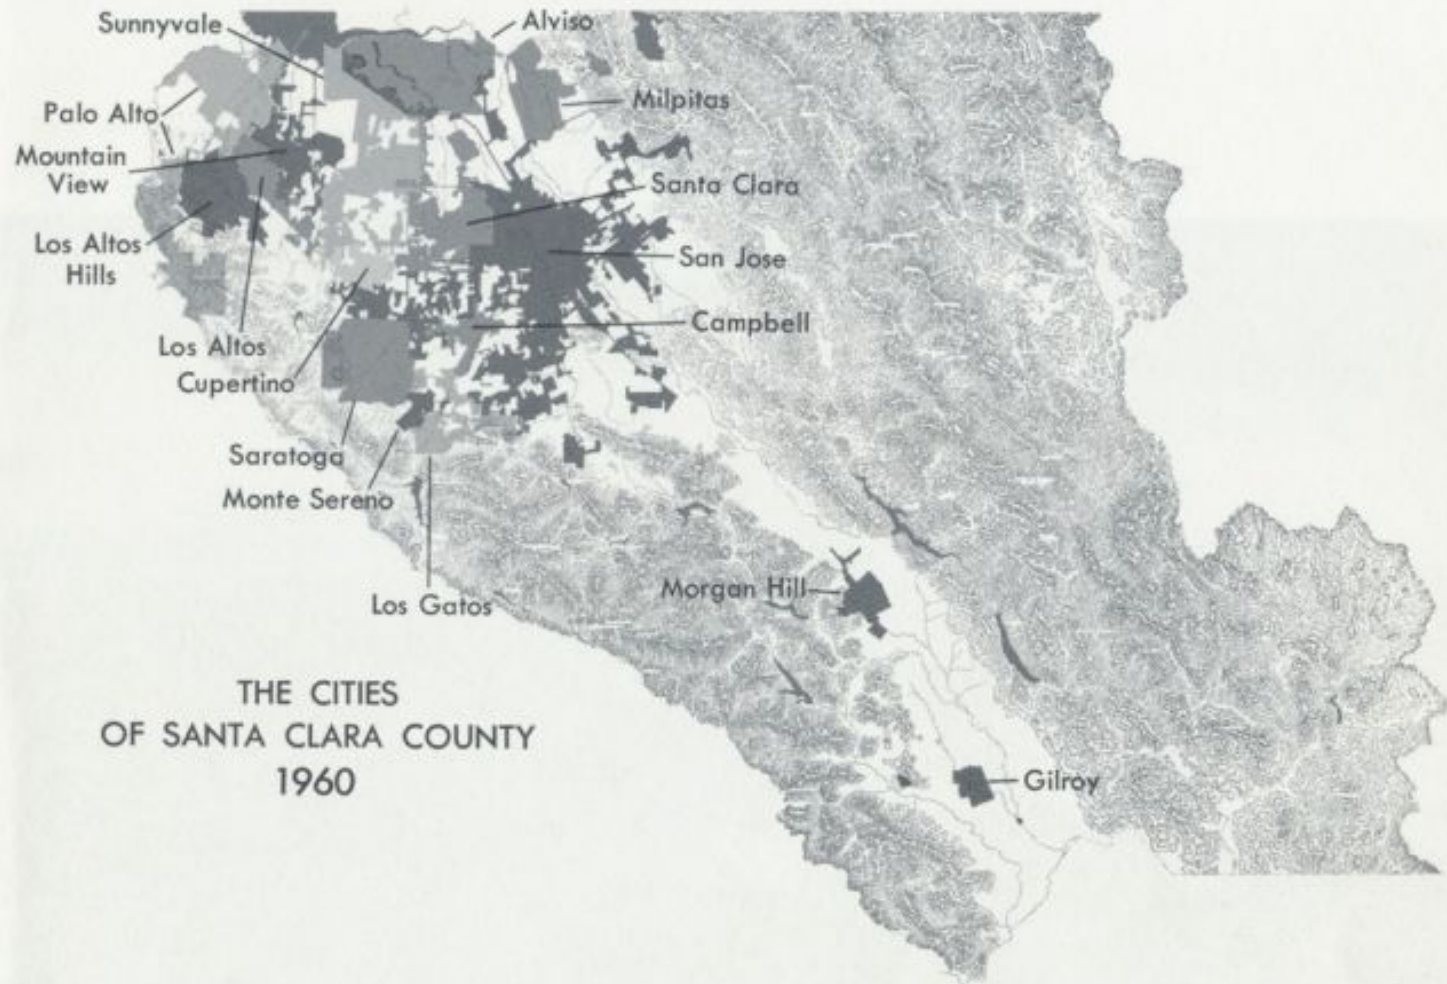 Sunnyvale
Alviso
Palo Alto
Milpitas
Mountain
View
Santa Clara
Los Altos
Hills
San Jose
Campbell
Los Altos
Cupertino
Saratoga
Monte Sereno
Los Gatos
Morgan Hill
Gilroy
THE CITIES
OF SANTA CLARA COUNTY
1960